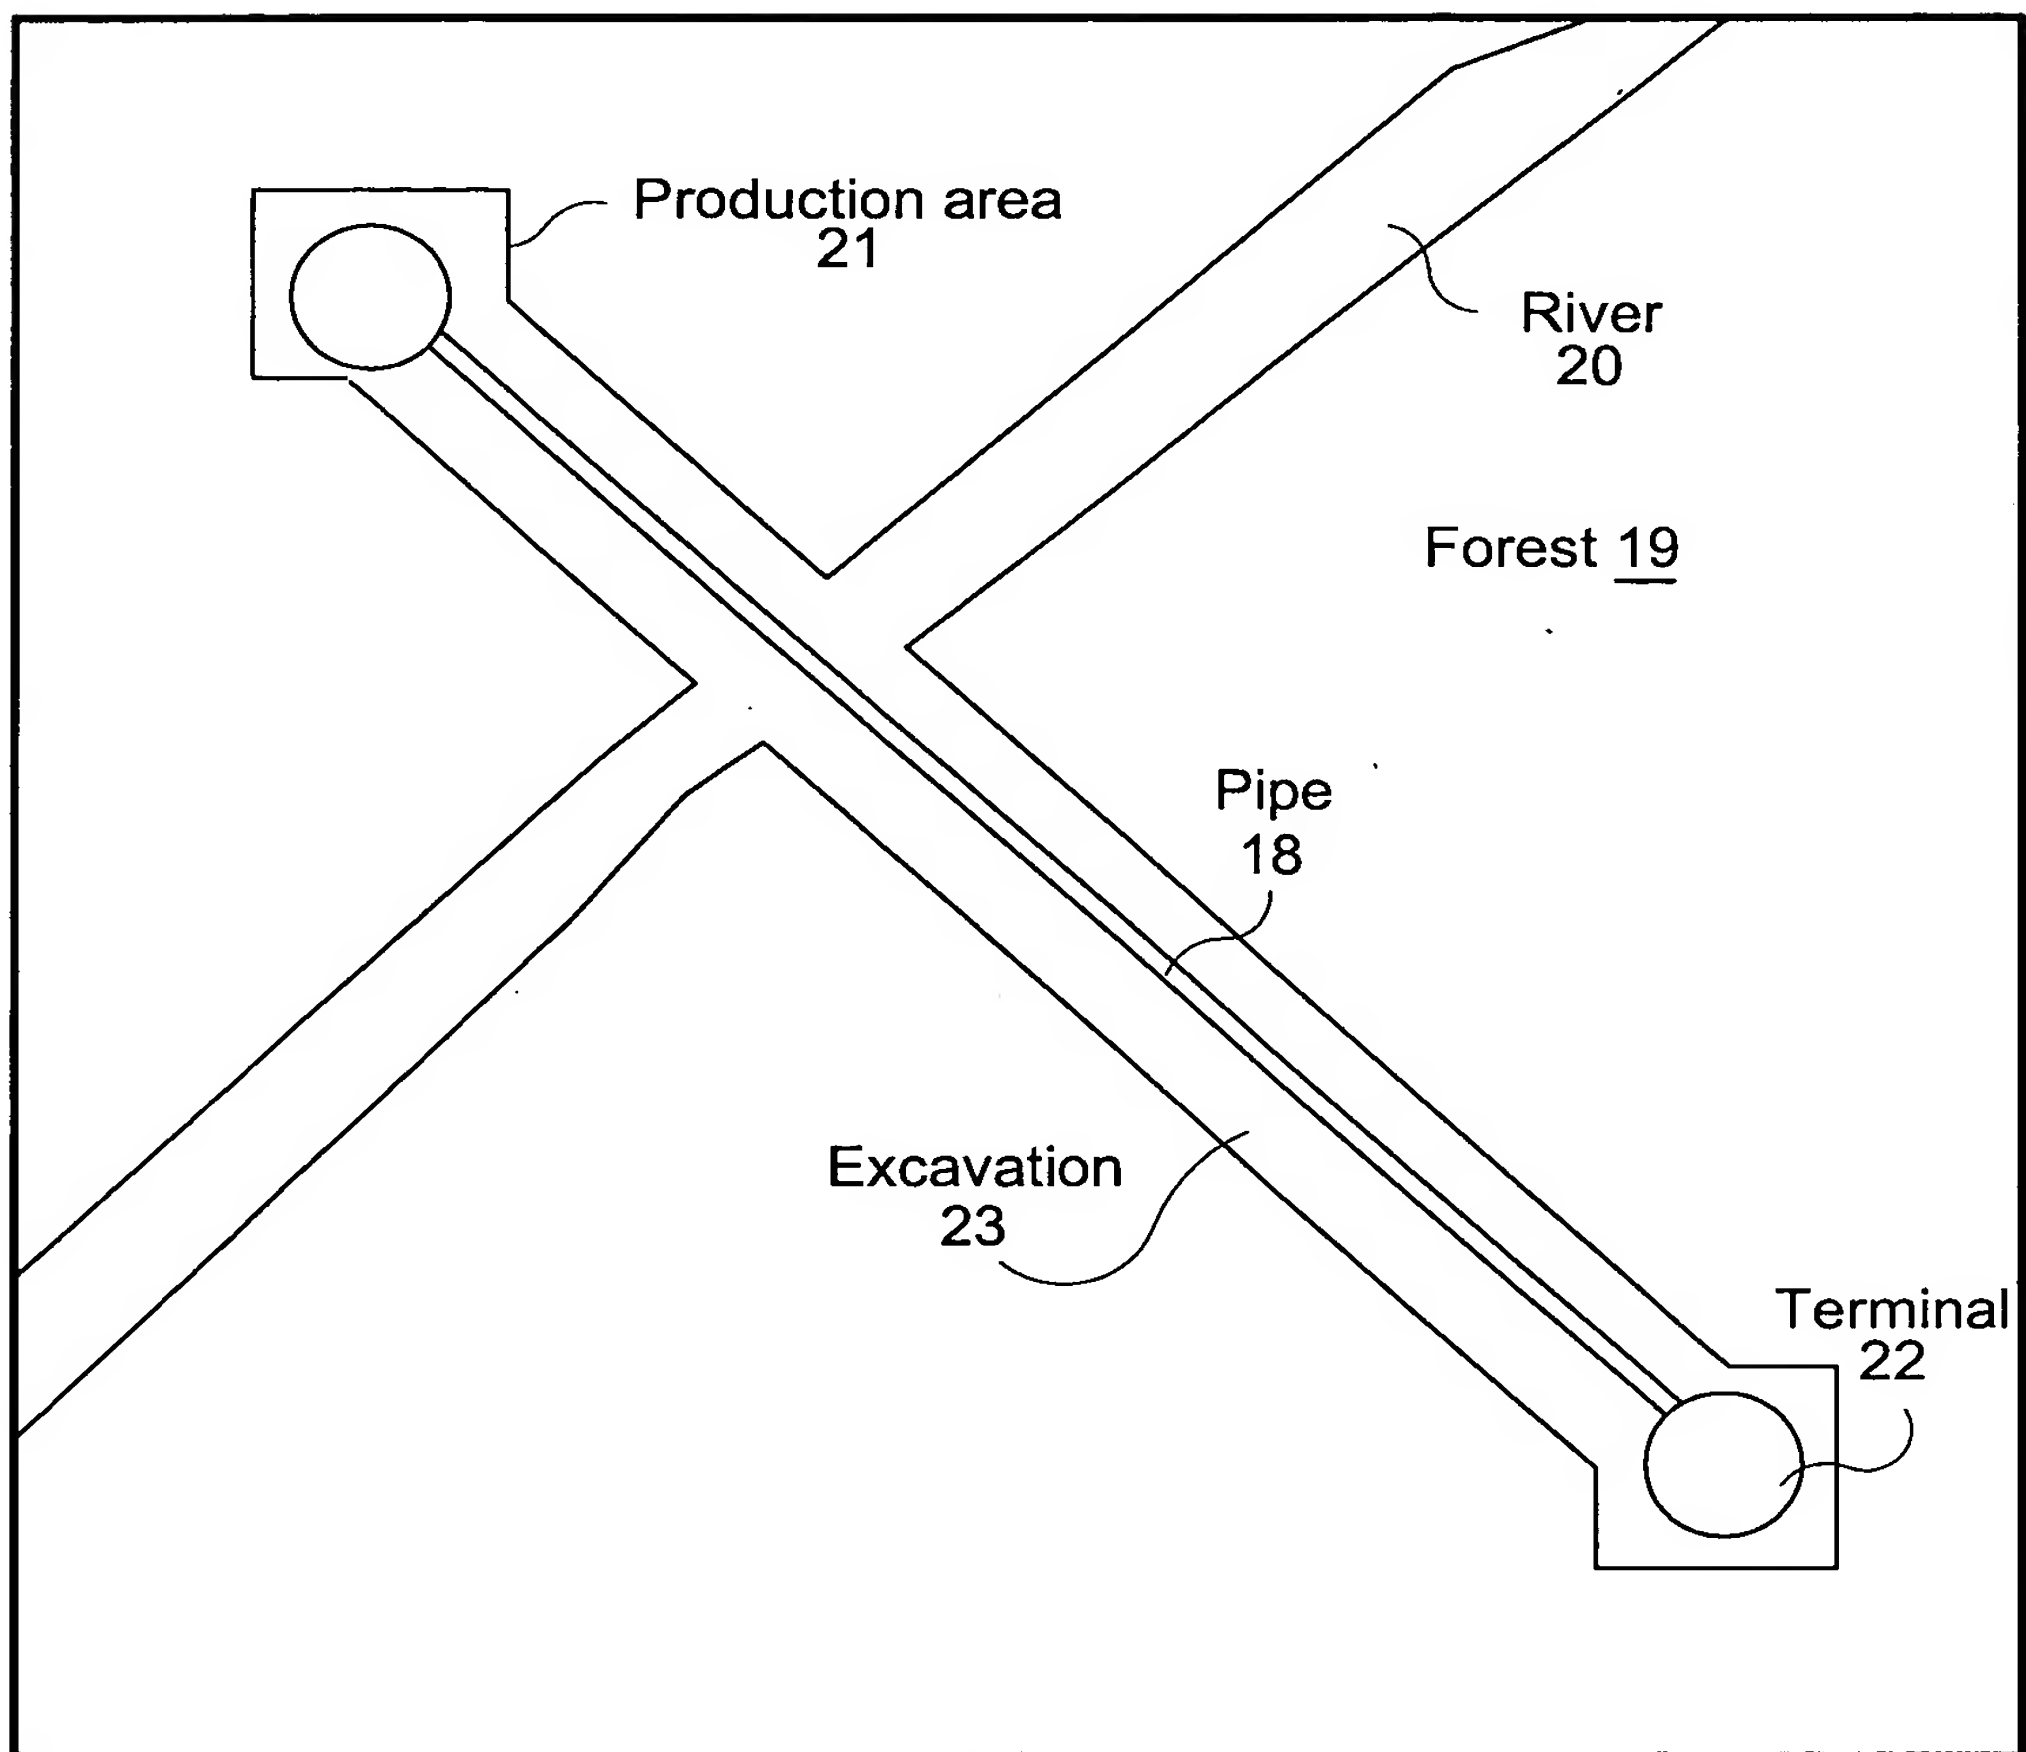 Production area
21
River
20
Forest 19
Pipe
18
Excavation
23
Terminal
22